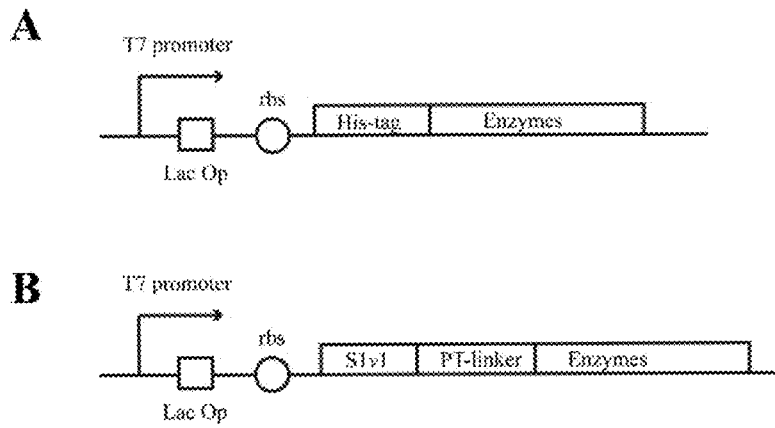 A
T7 promoter
rbs
His-tag Enzymes
Lac Op
B
T7 promoter
rbs
S1v1 PT-linker Enzymes
Lac Op